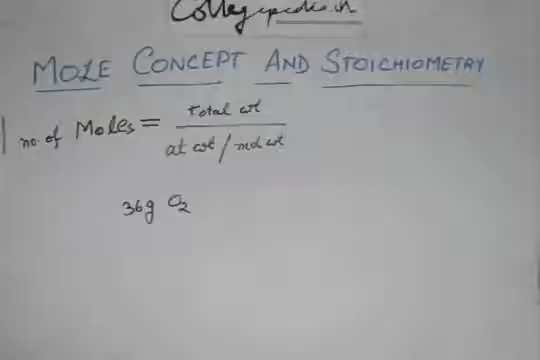 Collegepedia.in
MOLE CONCEPT AND STOICHIOMETRY
no. of Moles = Total wt
at wt / mol wt
36g O2